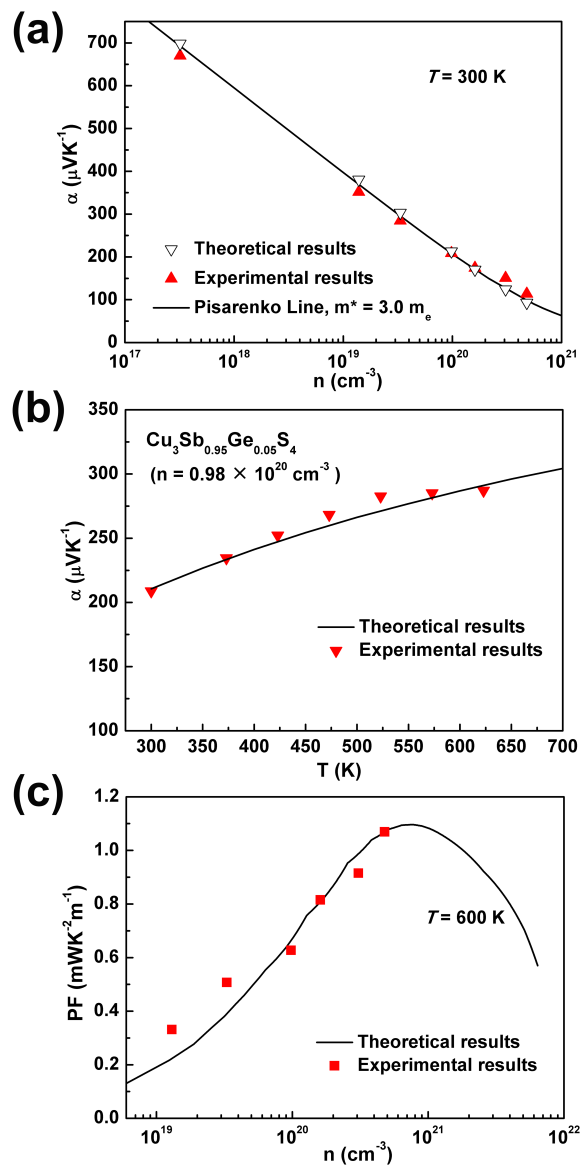 (a)
700
600
500
400
300
200
100
0
α (μVK⁻¹)
T = 300 K
Theoretical results
Experimental results
Pisarenko Line, m* = 3.0 mₑ
10¹⁷ 10¹⁸ 10¹⁹ 10²⁰ 10²¹
n (cm⁻³)
(b)
350
300
250
200
150
100
α (μVK⁻¹)
Cu₃Sb₀.₉₅Ge₀.₀₅S₄
(n = 0.98 × 10²⁰ cm⁻³ )
Theoretical results
Experimental results
300 350 400 450 500 550 600 650 700
T (K)
(c)
1.2
1.0
0.8
0.6
0.4
0.2
0.0
PF (mWK⁻²m⁻¹)
T = 600 K
Theoretical results
Experimental results
10¹⁹ 10²⁰ 10²¹ 10²²
n (cm⁻³)